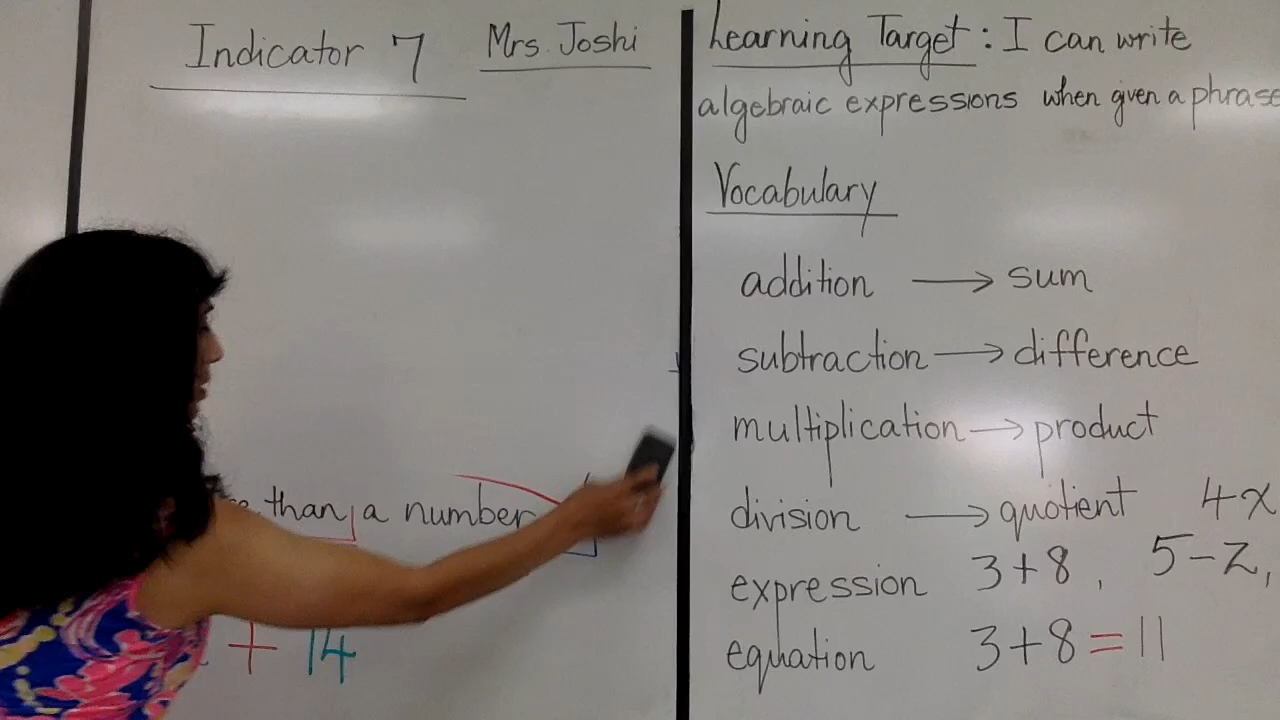 Indicator 7
Mrs. Joshi
than a number
+ 14
Learning Target: I can write
algebraic expressions when given a phrase
Vocabulary
addition → sum
subtraction → difference
multiplication → product
division → quotient 4-x
expression 3+8, 5-z,
equation 3+8=11